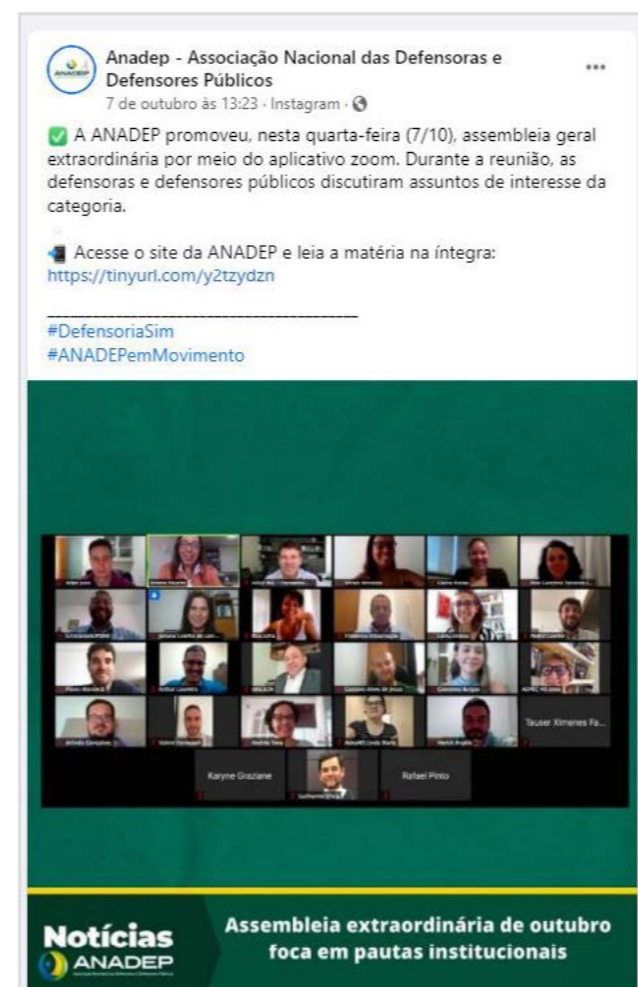 Anadep - Associação Nacional das Defensoras e
Defensores Públicos
7 de outubro às 13:23 · Instagram ·
A ANADEP promoveu, nesta quarta-feira (7/10), assembleia geral
extraordinária por meio do aplicativo zoom. Durante a reunião, as
defensoras e defensores públicos discutiram assuntos de interesse da
categoria.
Acesse o site da ANADEP e leia a matéria na íntegra:
https://tinyurl.com/y2tzydzn
#DefensoriaSim
#ANADEPemMovimento
Tauser Ximenes Fa...
Karyne Graziane
Rafael Pinto
Notícias
ANADEP
Assembleia extraordinária de outubro
foca em pautas institucionais